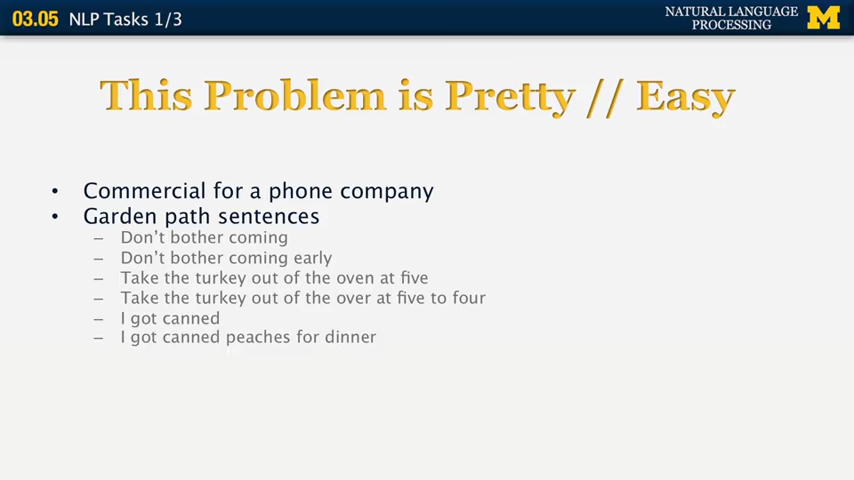 03.05 NLP Tasks 1/3
NATURAL LANGUAGE
PROCESSING
M
This Problem is Pretty // Easy
• Commercial for a phone company
• Garden path sentences
– Don't bother coming
– Don't bother coming early
– Take the turkey out of the oven at five
– Take the turkey out of the over at five to four
– I got canned
– I got canned peaches for dinner